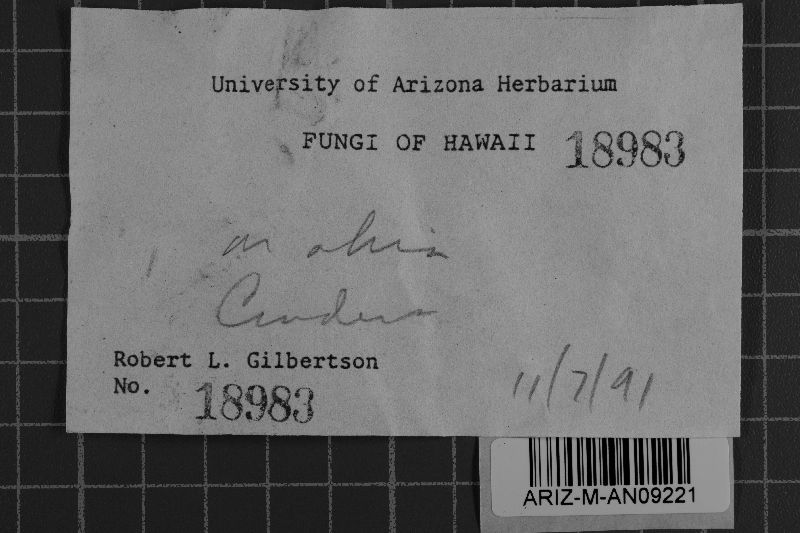 University of Arizona Herbarium
FUNGI OF HAWAII 18983
on ohia
Robert L. Gilbertson
No. 18983
11/7/91
ARIZ-M-AN09221